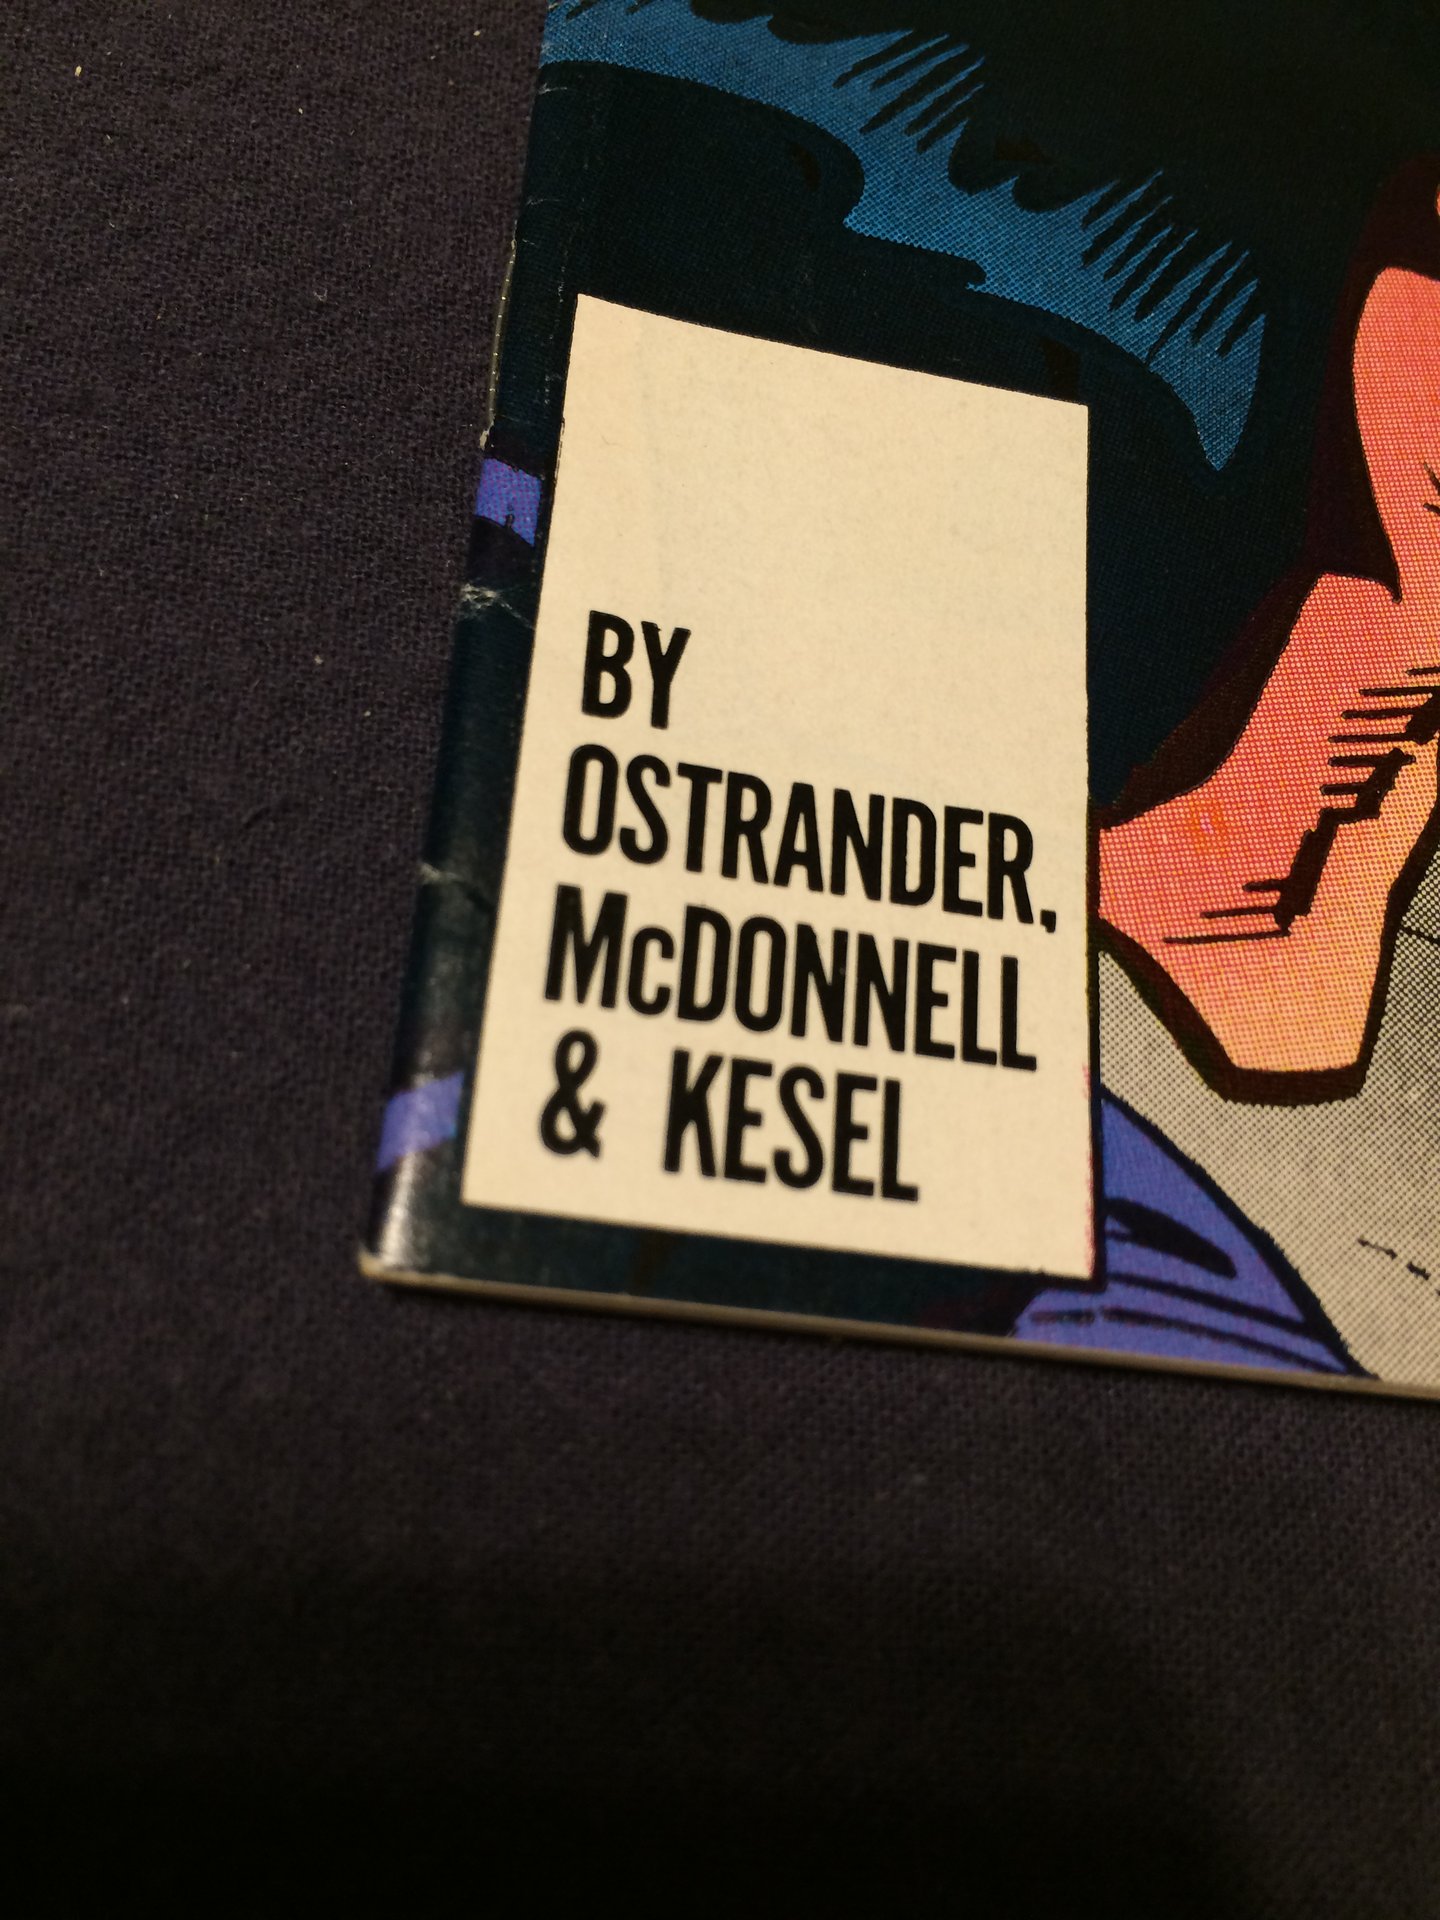 BY
OSTRANDER,
McDONNELL
& KESEL